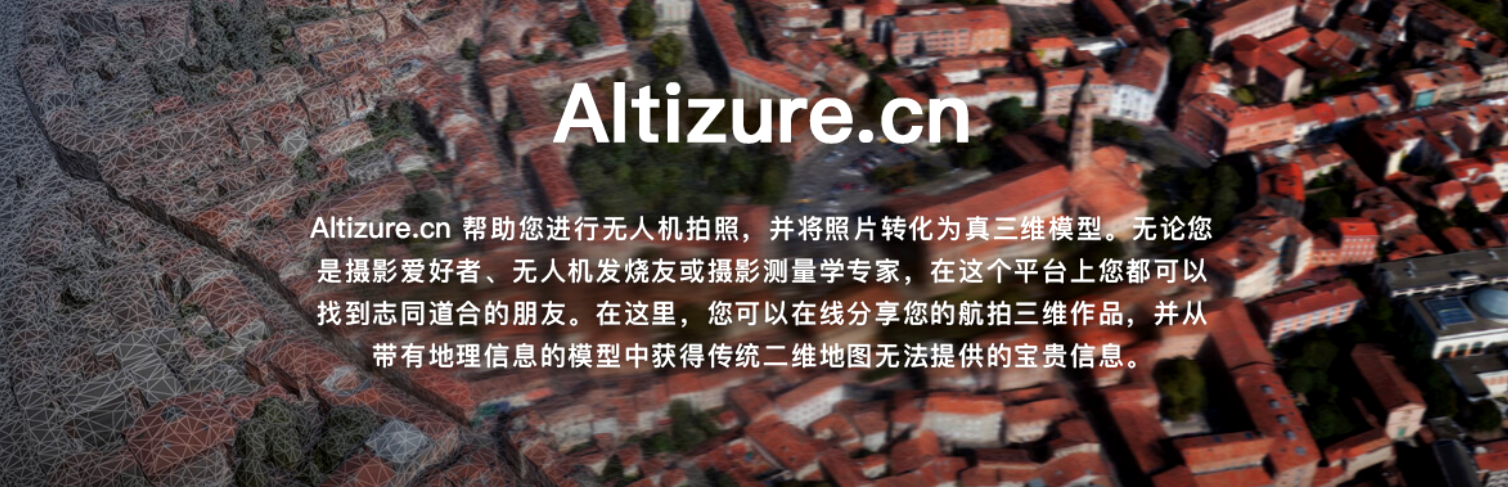 Altizure.cn
Altizure.cn 帮助您进行无人机拍照，并将照片转化为真三维模型。无论您
是摄影爱好者、无人机发烧友或摄影测量学专家，在这个平台上您都可以
找到志同道合的朋友。在这里，您可以在线分享您的航拍三维作品，并从
带有地理信息的模型中获得传统二维地图无法提供的宝贵信息。